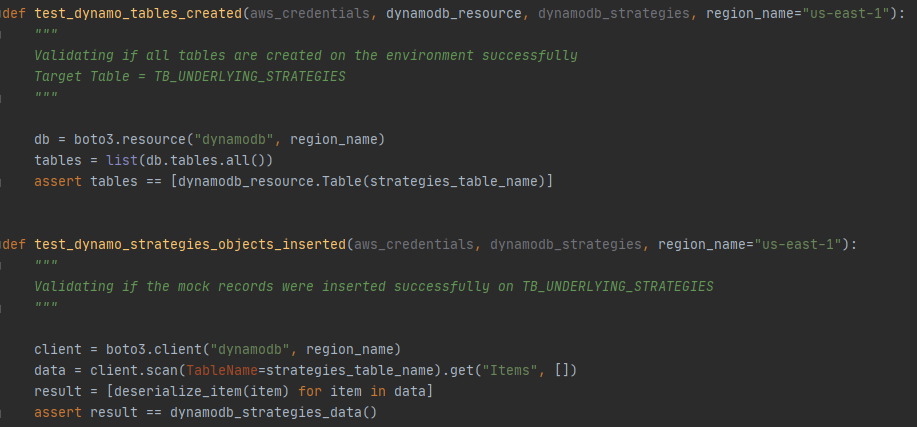 def test_dynamo_tables_created(aws_credentials, dynamodb_resource, dynamodb_strategies, region_name="us-east-1"):
    """
    Validating if all tables are created on the environment successfully
    Target Table = TB_UNDERLYING_STRATEGIES
    """
    db = boto3.resource("dynamodb", region_name)
    tables = list(db.tables.all())
    assert tables == [dynamodb_resource.Table(strategies_table_name)]
def test_dynamo_strategies_objects_inserted(aws_credentials, dynamodb_strategies, region_name="us-east-1"):
    """
    Validating if the mock records were inserted successfully on TB_UNDERLYING_STRATEGIES
    """
    client = boto3.client("dynamodb", region_name)
    data = client.scan(TableName=strategies_table_name).get("Items", [])
    result = [deserialize_item(item) for item in data]
    assert result == dynamodb_strategies_data()